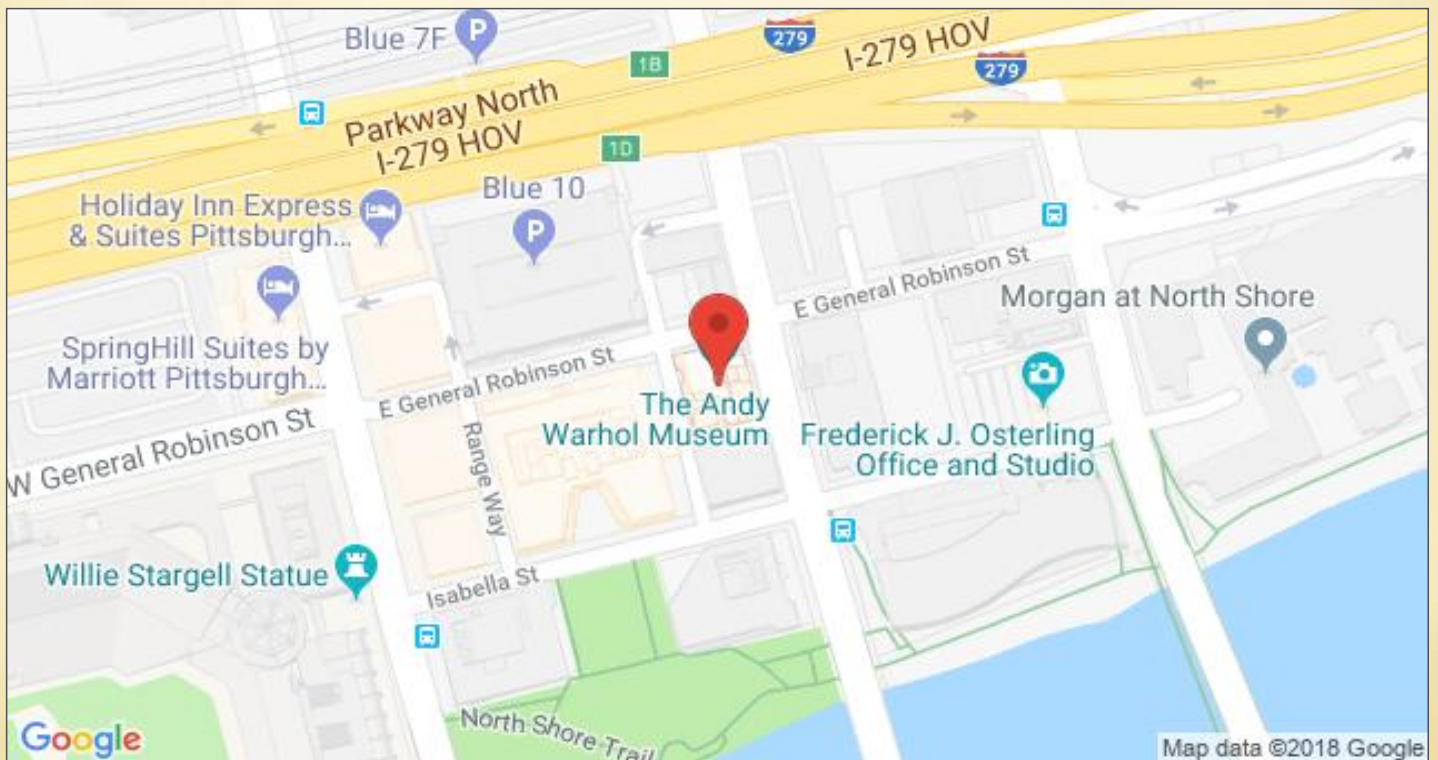 Blue 7F
P
279
1B
I-279 HOV
279
Parkway North
I-279 HOV
1D
Holiday Inn Express
& Suites Pittsburgh...
Blue 10
P
E General Robinson St
Morgan at North Shore
SpringHill Suites by
Marriott Pittsburgh...
E General Robinson St
The Andy
Warhol Museum
Frederick J. Osterling
Office and Studio
W General Robinson St
Range Way
Willie Stargell Statue
Isabella St
North Shore Trail
Google
Map data ©2018 Google